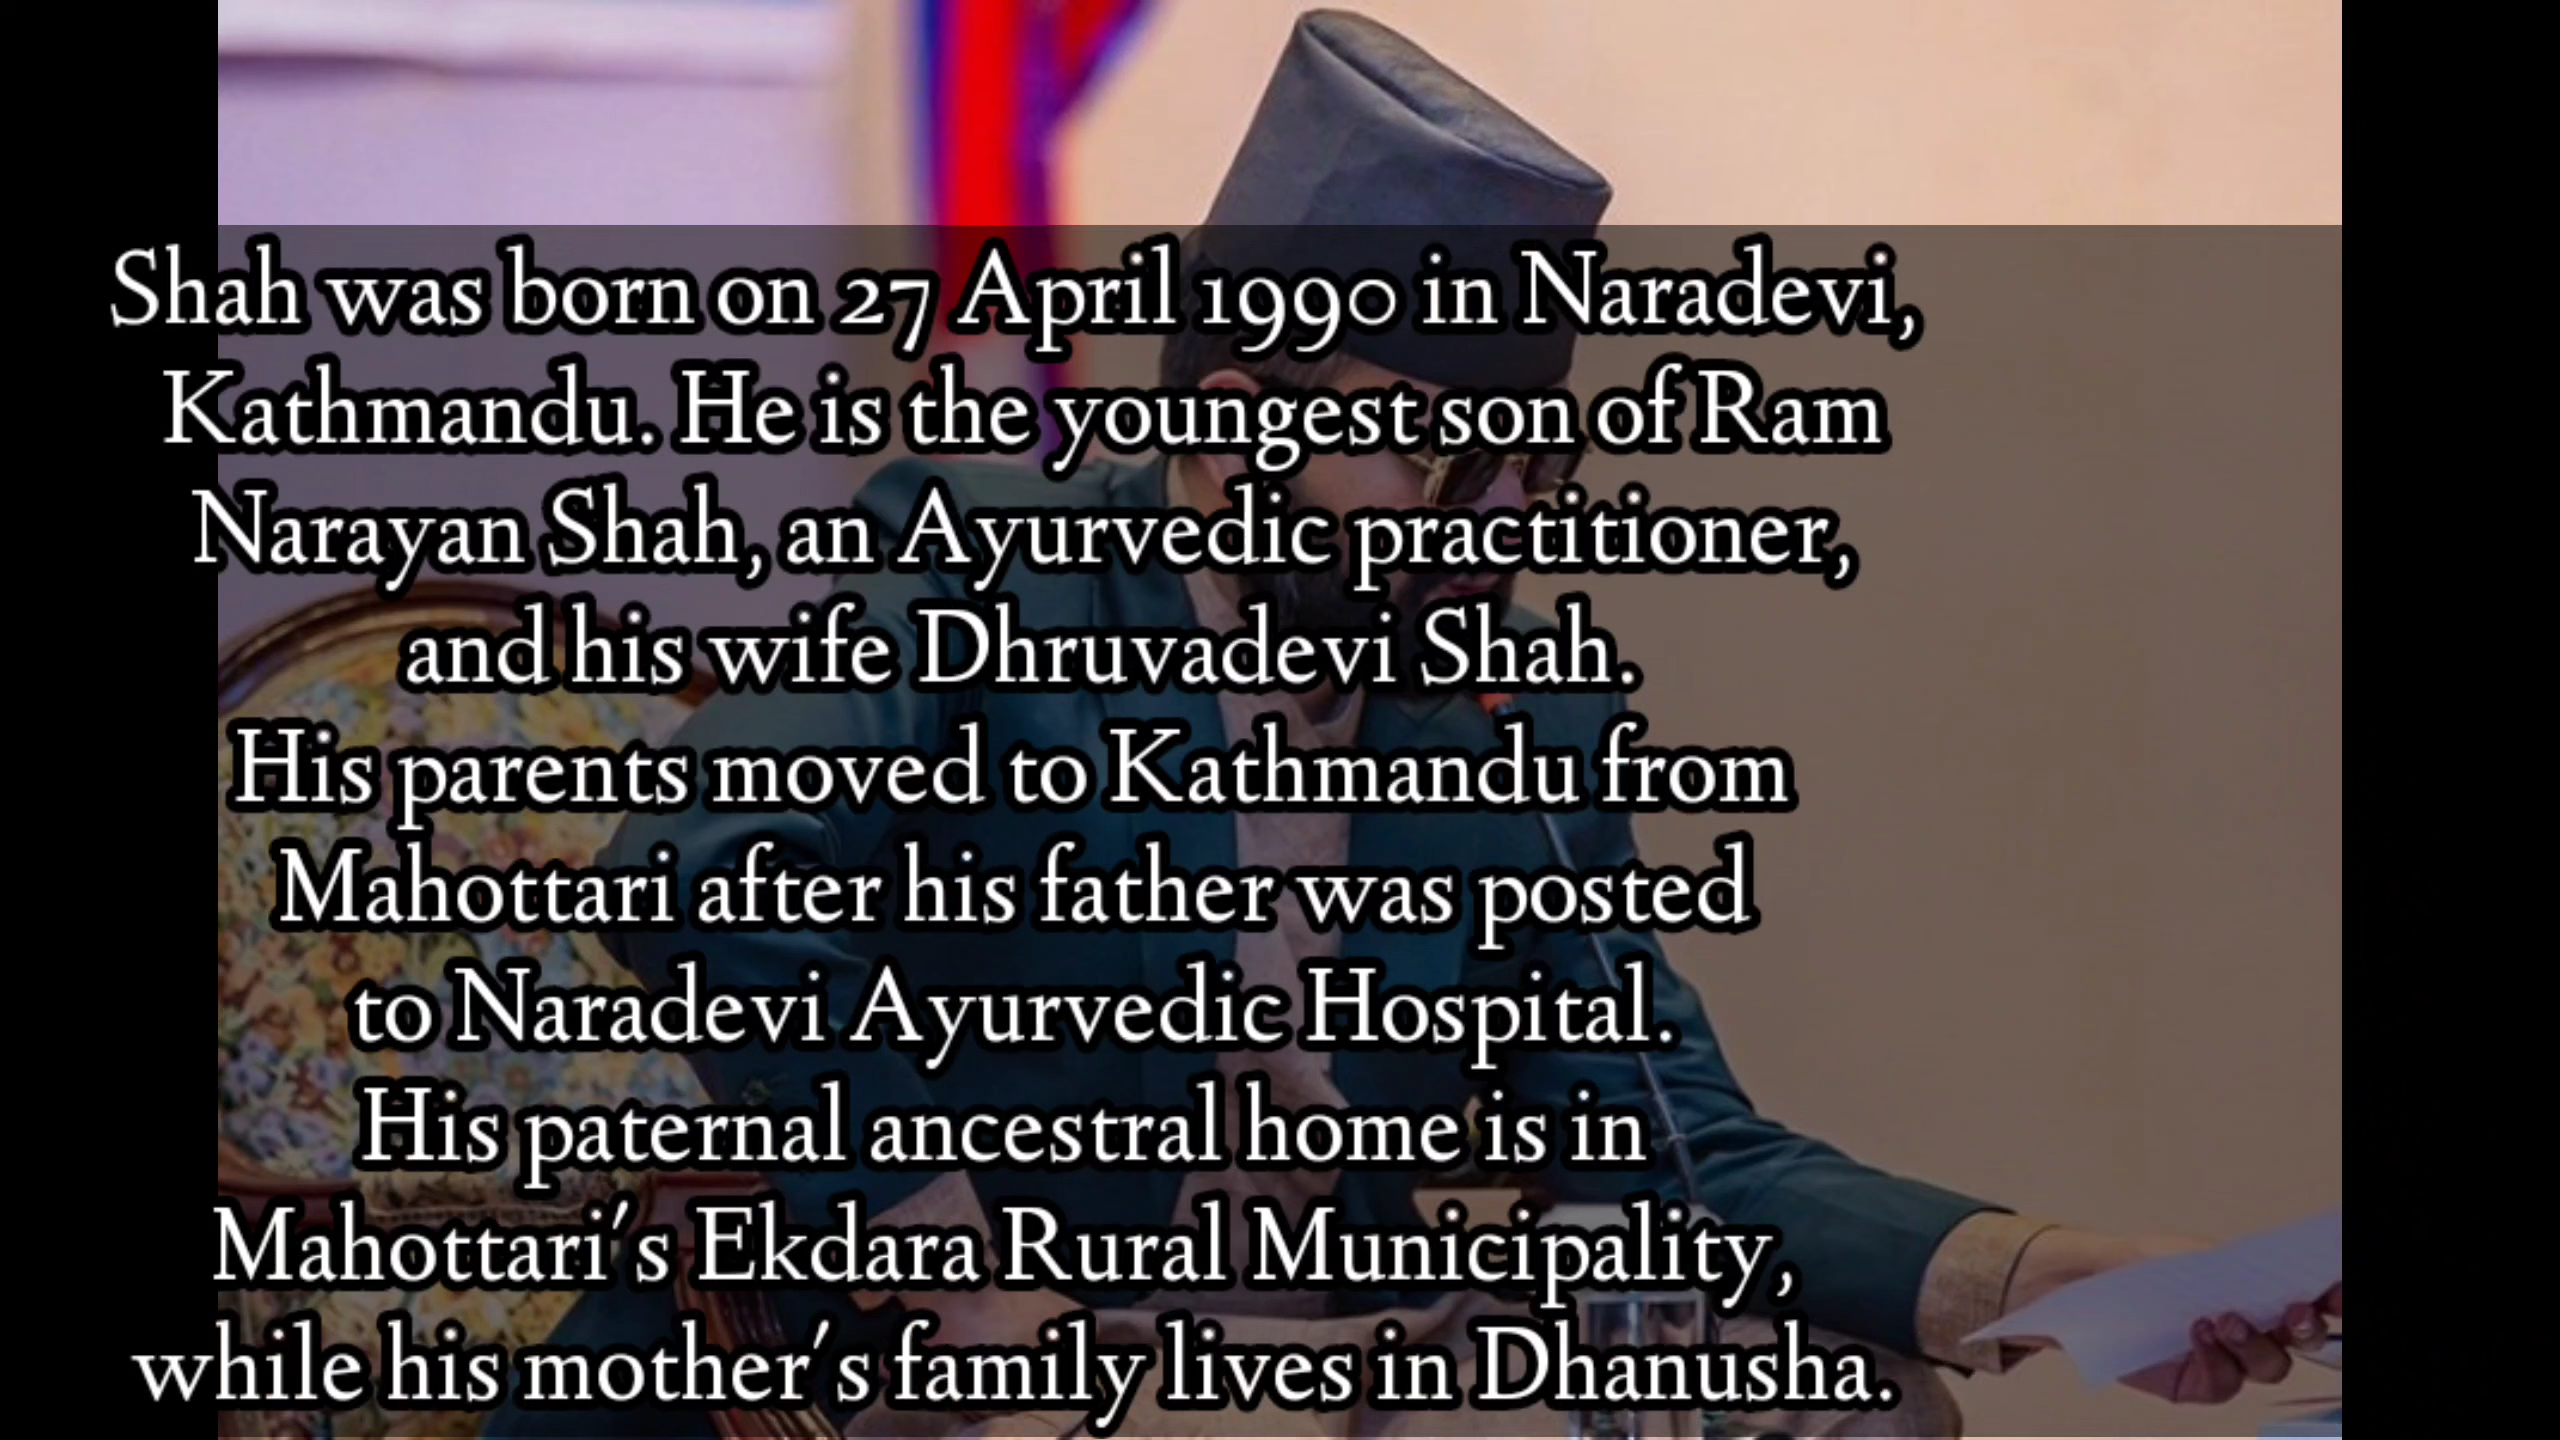 Shah was born on 27 April 1990 in Naradevi,
Kathmandu. He is the youngest son of Ram
Narayan Shah, an Ayurvedic practitioner,
and his wife Dhruvadevi Shah.
His parents moved to Kathmandu from
Mahottari after his father was posted
to Naradevi Ayurvedic Hospital.
His paternal ancestral home is in
Mahottari's Ekdara Rural Municipality,
while his mother's family lives in Dhanusha.